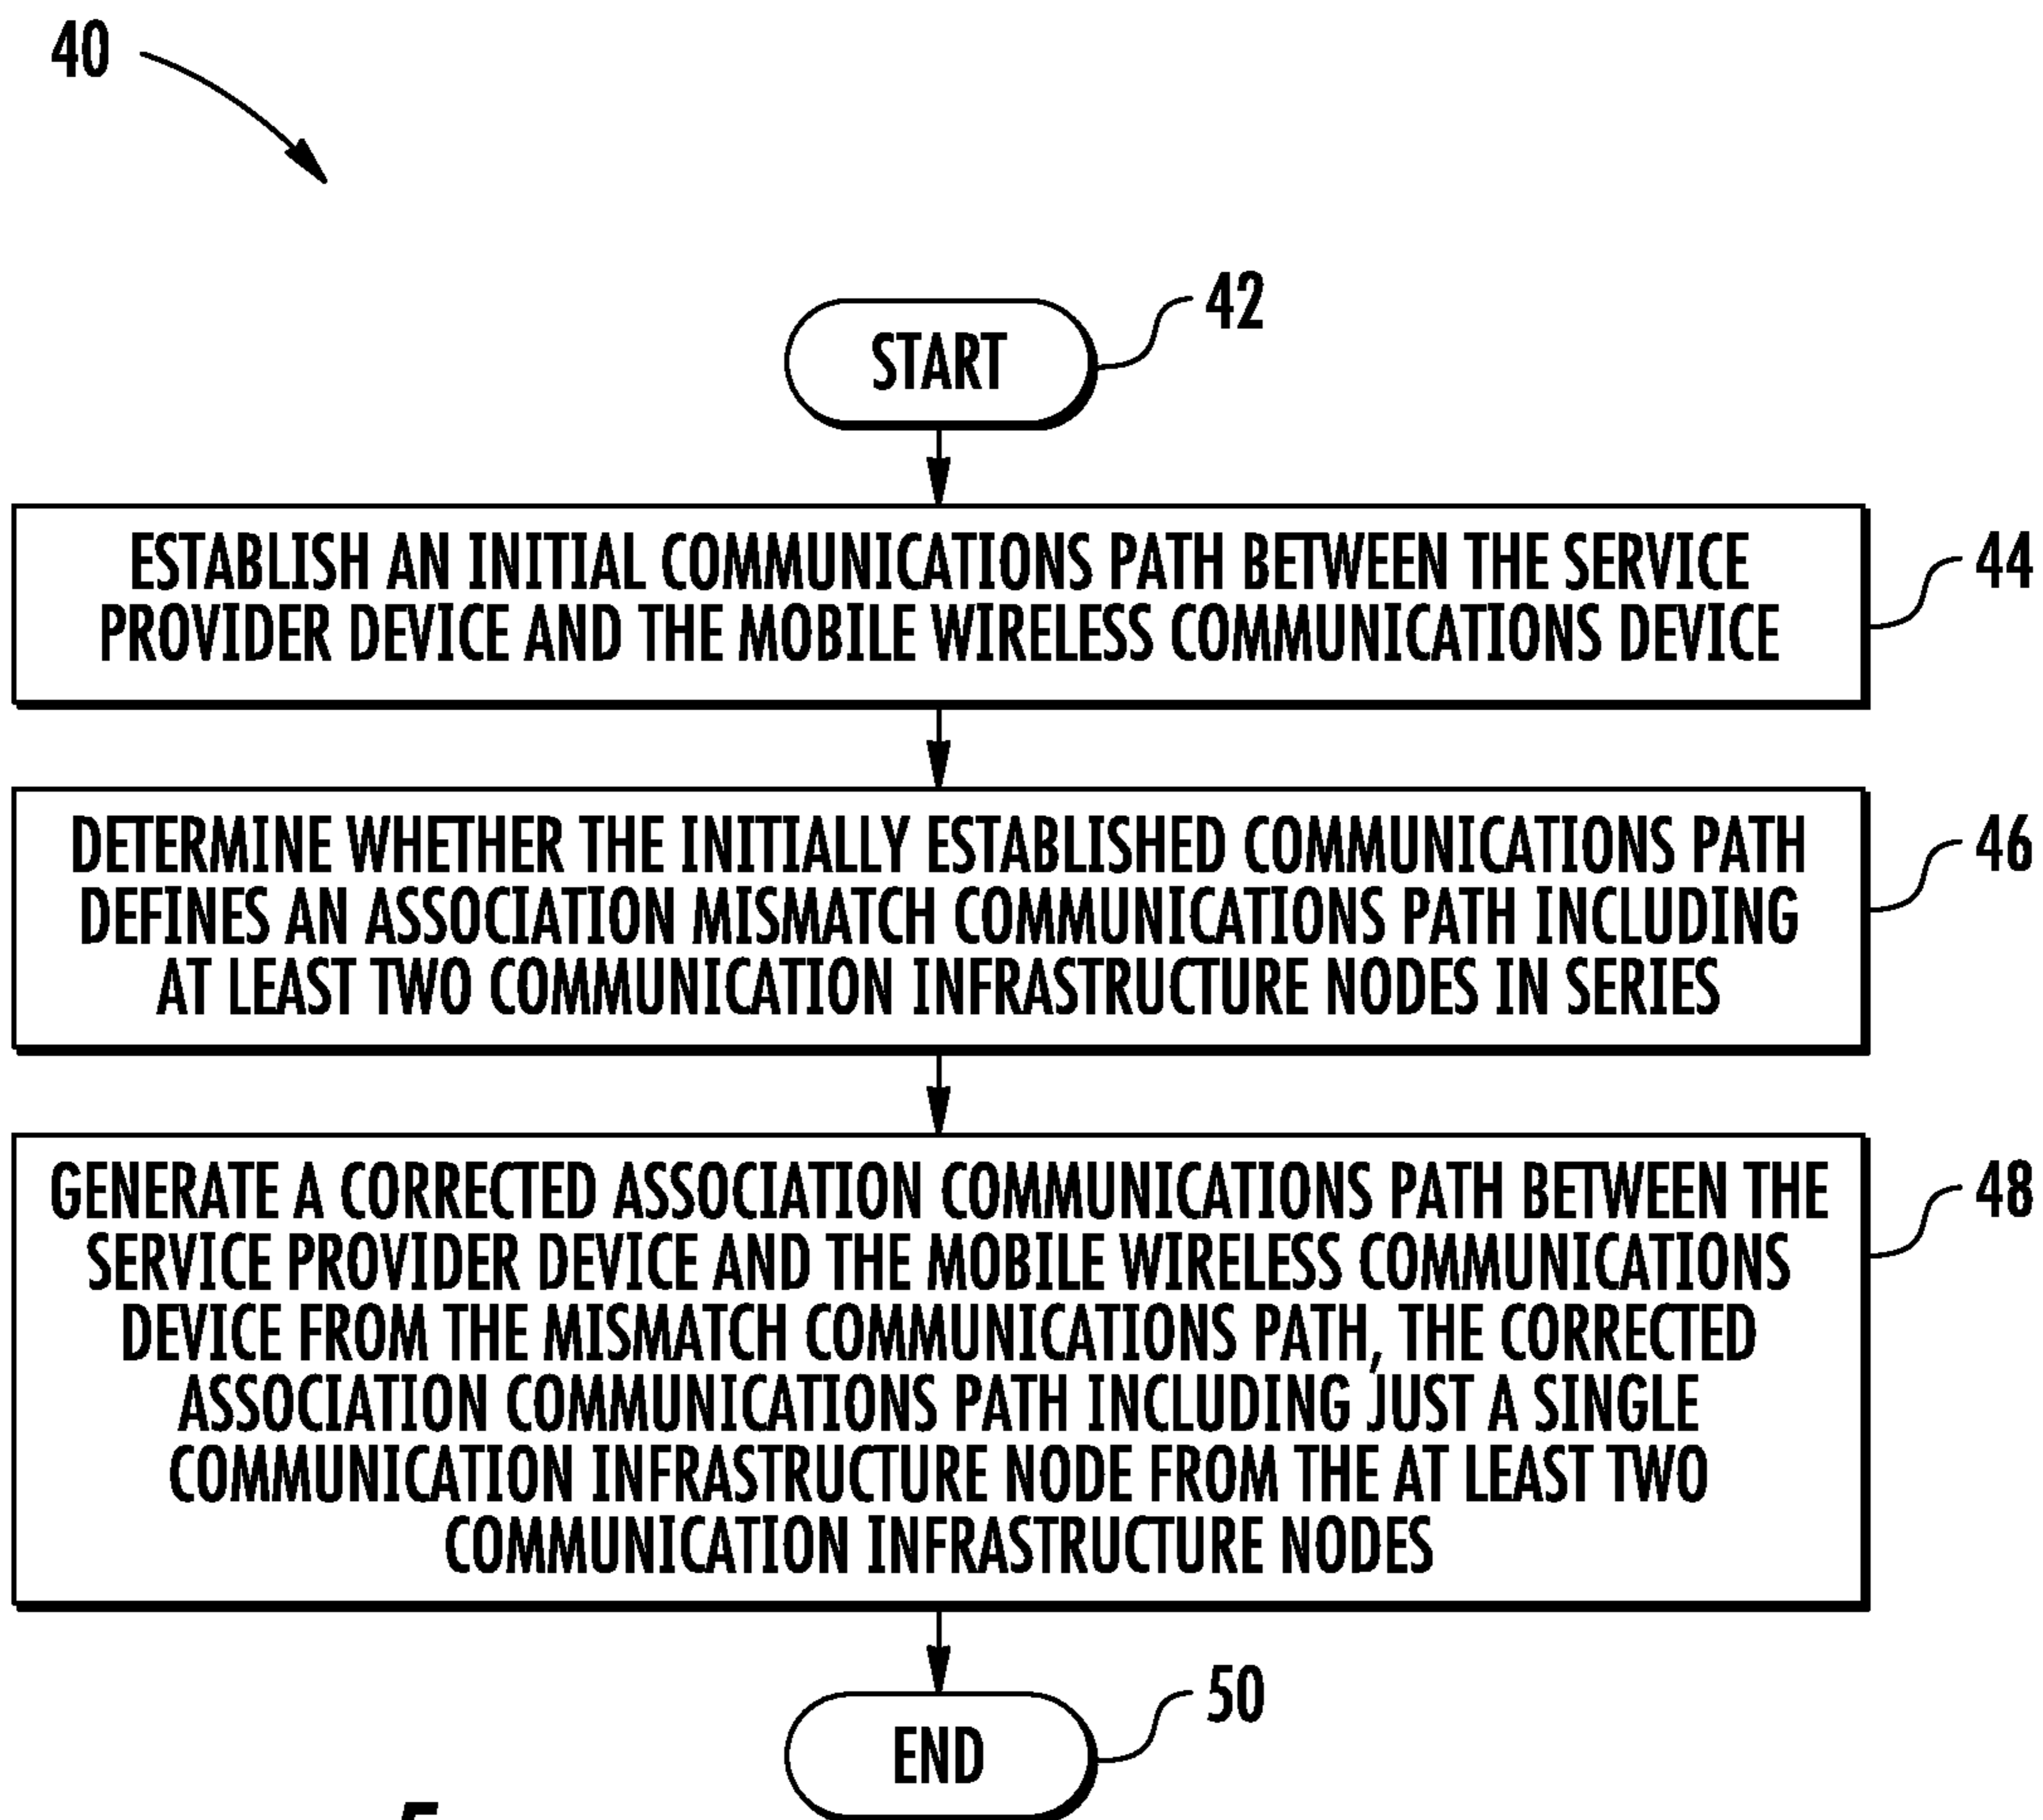 40
START
42
ESTABLISH AN INITIAL COMMUNICATIONS PATH BETWEEN THE SERVICE
PROVIDER DEVICE AND THE MOBILE WIRELESS COMMUNICATIONS DEVICE
44
DETERMINE WHETHER THE INITIALLY ESTABLISHED COMMUNICATIONS PATH
DEFINES AN ASSOCIATION MISMATCH COMMUNICATIONS PATH INCLUDING
AT LEAST TWO COMMUNICATION INFRASTRUCTURE NODES IN SERIES
46
GENERATE A CORRECTED ASSOCIATION COMMUNICATIONS PATH BETWEEN THE
SERVICE PROVIDER DEVICE AND THE MOBILE WIRELESS COMMUNICATIONS
DEVICE FROM THE MISMATCH COMMUNICATIONS PATH, THE CORRECTED
ASSOCIATION COMMUNICATIONS PATH INCLUDING JUST A SINGLE
COMMUNICATION INFRASTRUCTURE NODE FROM THE AT LEAST TWO
COMMUNICATION INFRASTRUCTURE NODES
48
END
50